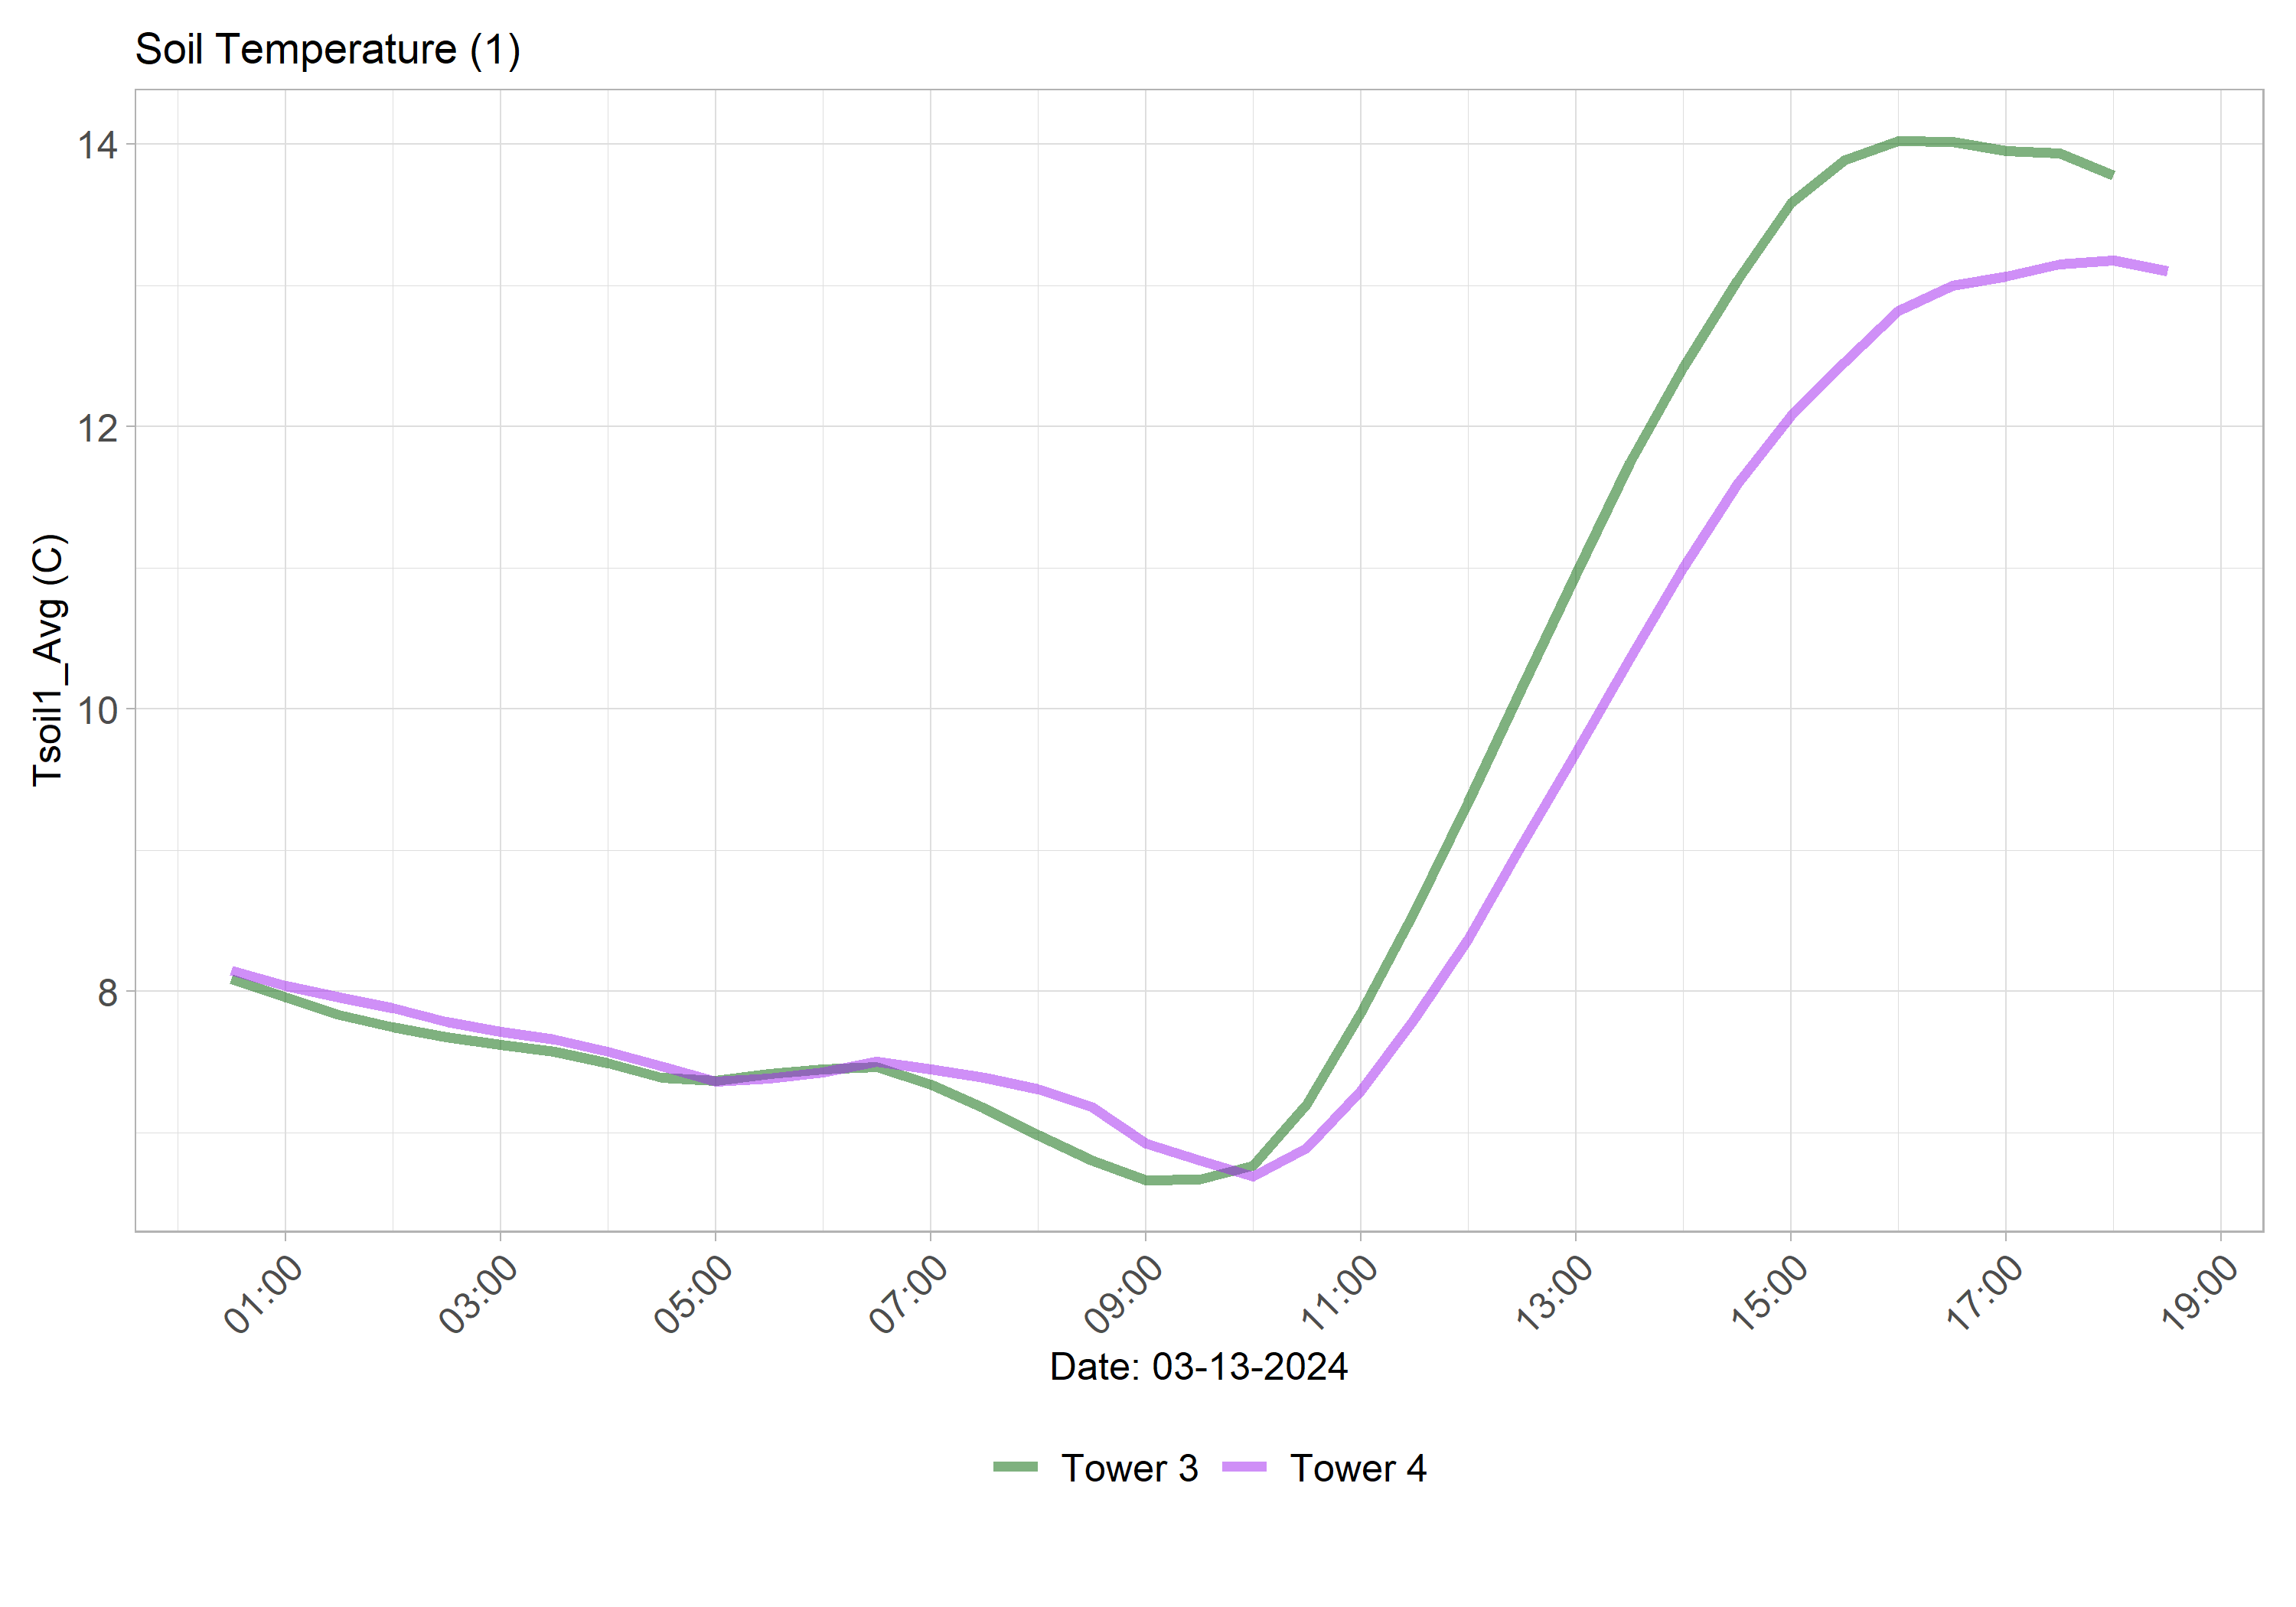 Soil Temperature (1)
Tsoil1_Avg (C)
14
12
10
8
01:00 03:00 05:00 07:00 09:00 11:00 13:00 15:00 17:00 19:00
Date: 03-13-2024
Tower 3 Tower 4